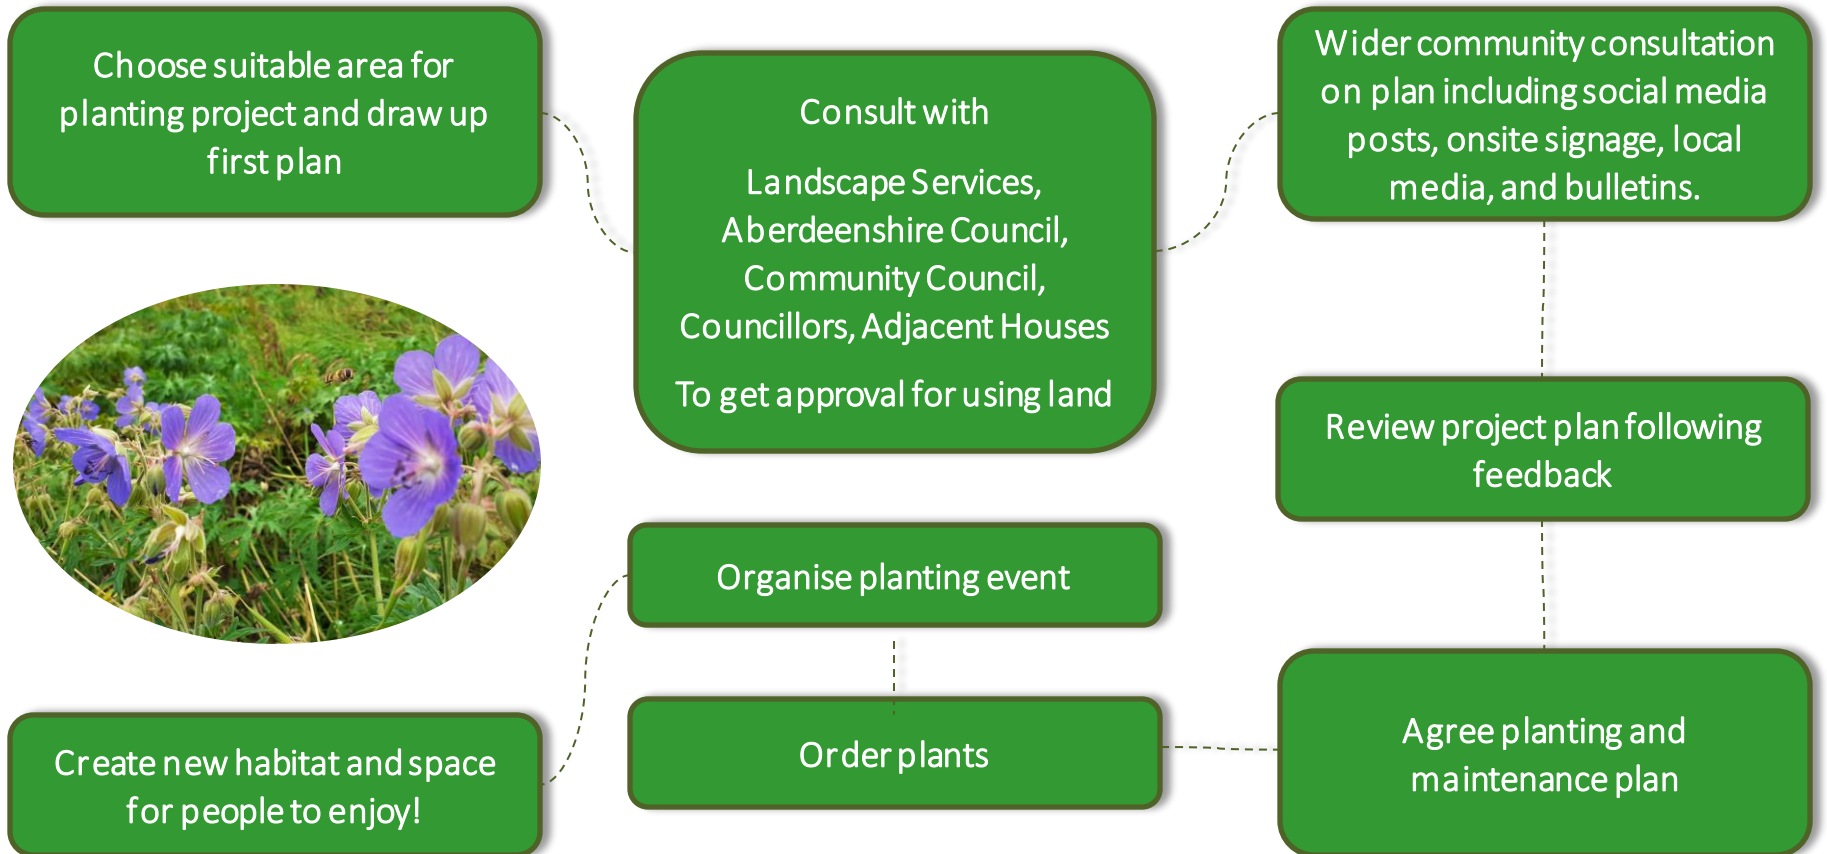 Choose suitable area for
planting project and draw up
first plan
Consult with
Landscape Services,
Aberdeenshire Council,
Community Council,
Councillors, Adjacent Houses
To get approval for using land
Wider community consultation
on plan including social media
posts, onsite signage, local
media, and bulletins.
Review project plan following
feedback
Agree planting and
maintenance plan
Order plants
Organise planting event
Create new habitat and space
for people to enjoy!